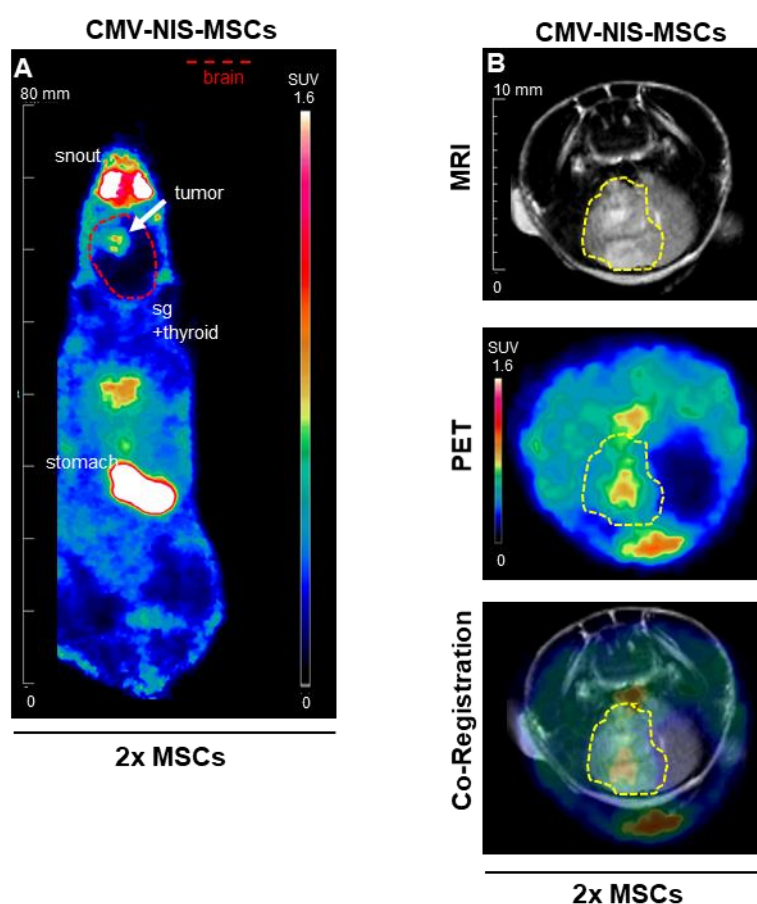 CMV-NIS-MSCs
A
brain
SUV
1.6
80 mm
snout
tumor
sg
+thyroid
stomach
0
0
2x MSCs
CMV-NIS-MSCs
B
MRI
10 mm
0
PET
SUV
1.6
0
Co-Registration
2x MSCs